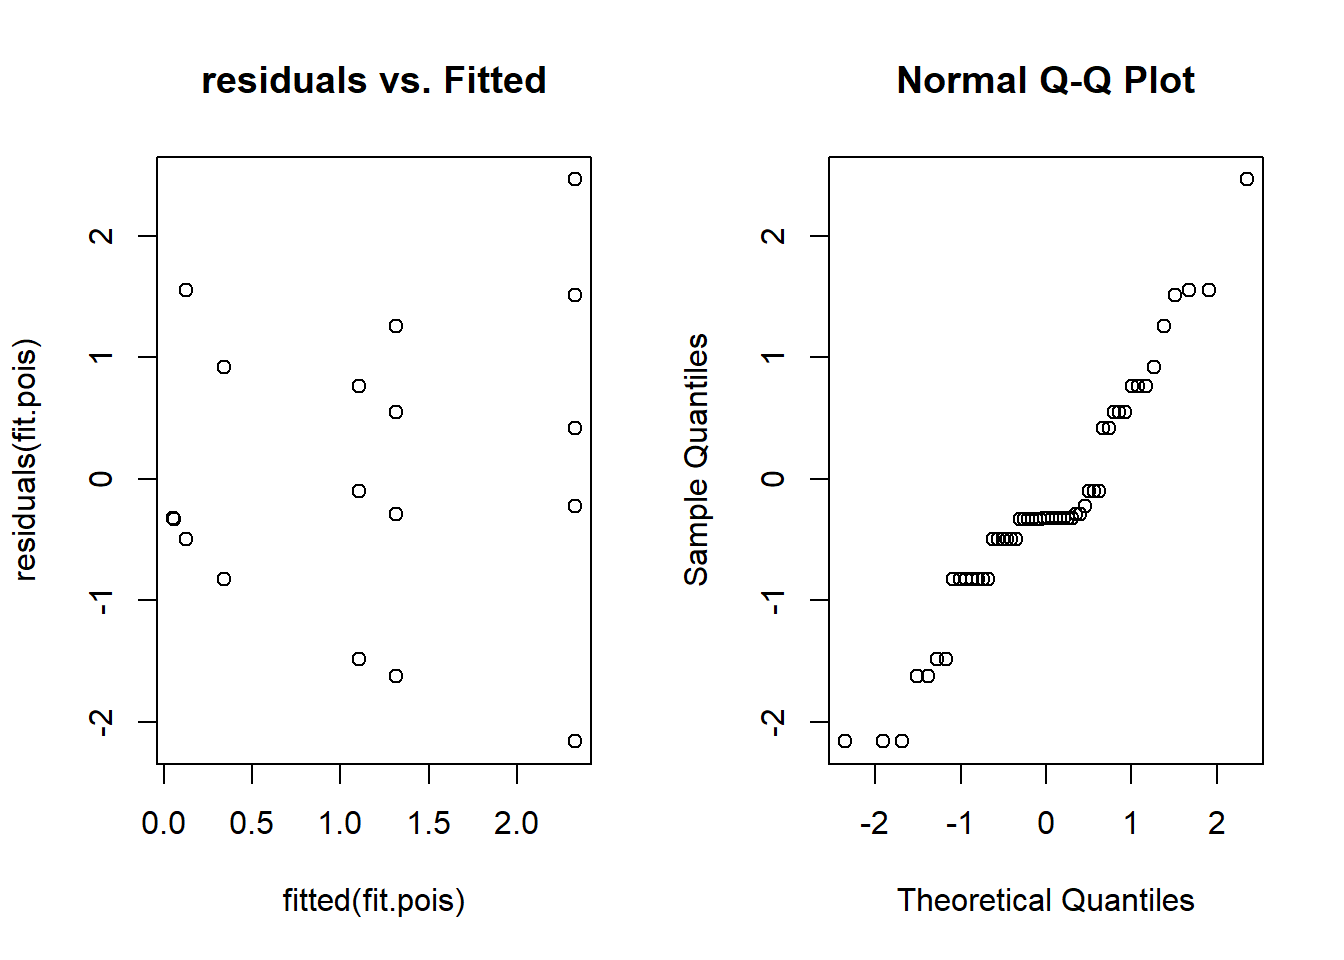 residuals vs. Fitted
residuals(fit.pois)
2
1
0
-1
-2
0.0 0.5 1.0 1.5 2.0
fitted(fit.pois)
Normal Q-Q Plot
Sample Quantiles
2
1
0
-1
-2
-2 -1 0 1 2
Theoretical Quantiles